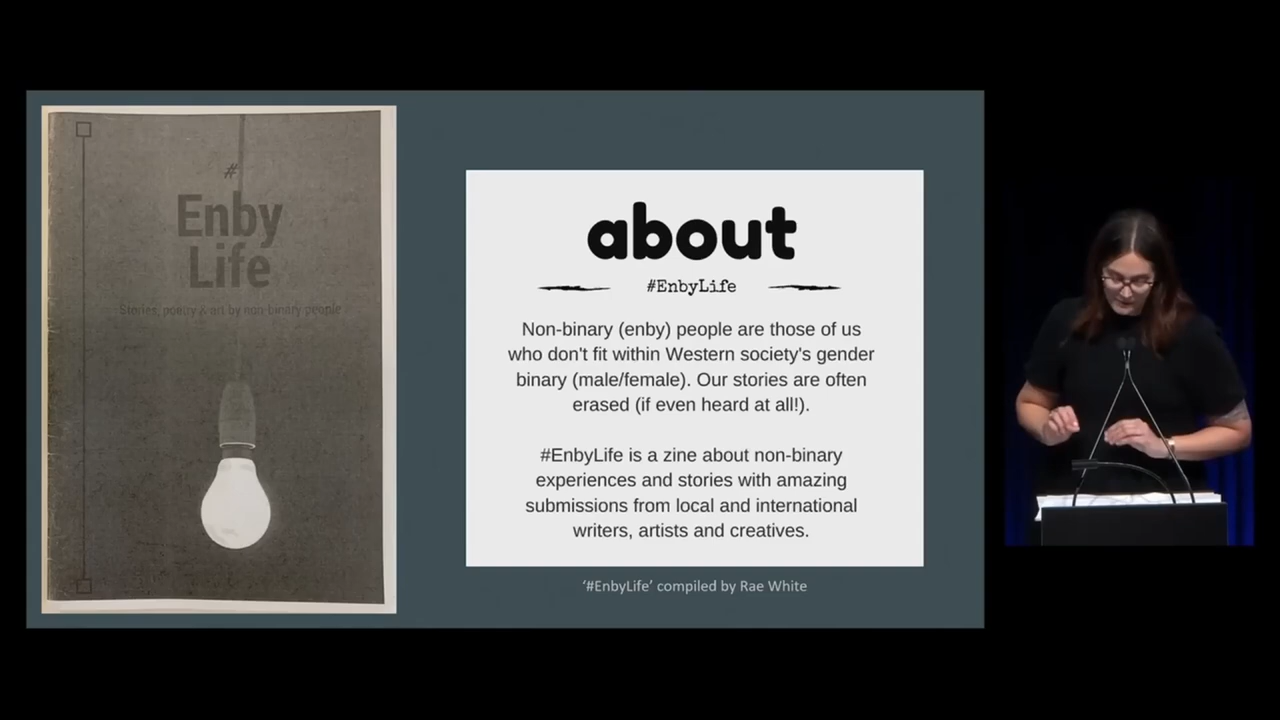 #
Enby
Life
Stories, poetry & art by non-binary people
about
#EnbyLife
Non-binary (enby) people are those of us
who don't fit within Western society's gender
binary (male/female). Our stories are often
erased (if even heard at all!).
#EnbyLife is a zine about non-binary
experiences and stories with amazing
submissions from local and international
writers, artists and creatives.
‘#EnbyLife’ compiled by Rae White